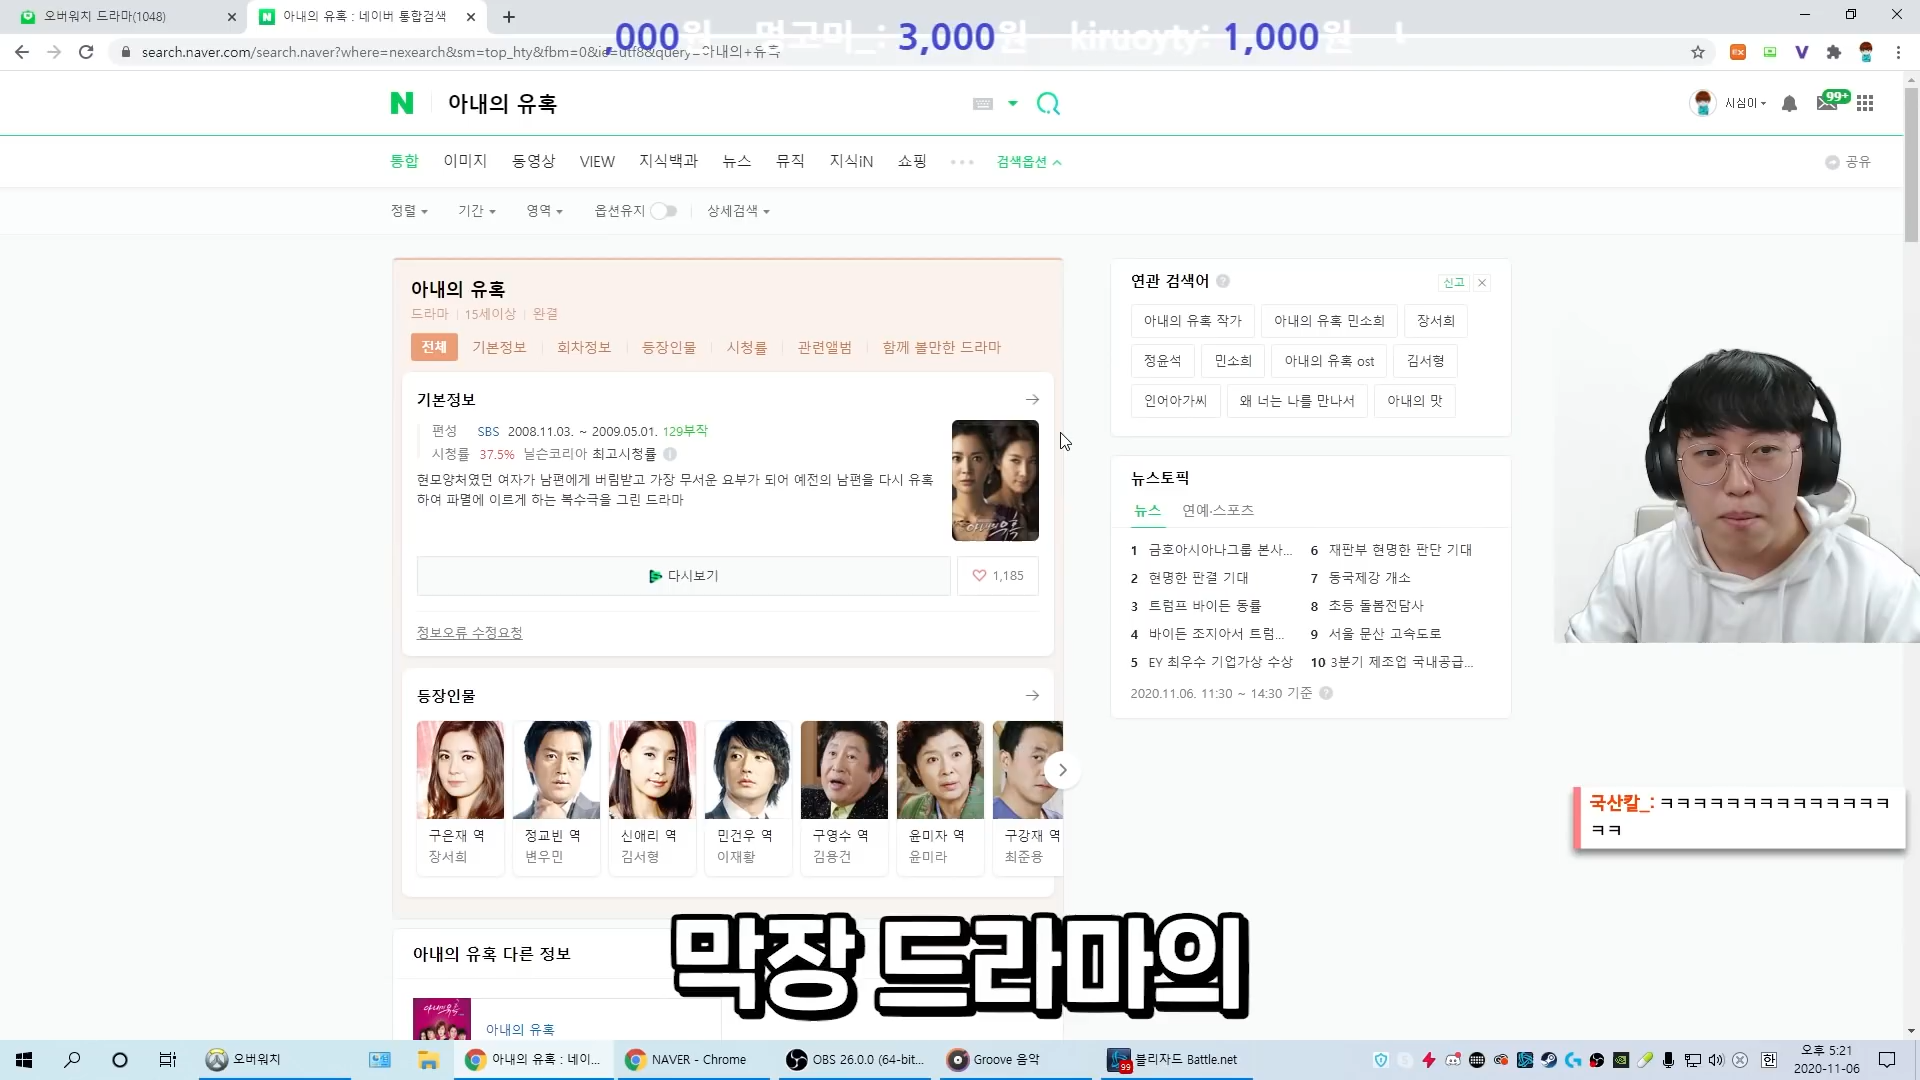 오버워치 드라마(1048)
아내의 유혹 : 네이버 통합검색
,000원 명고미_: 3,000원 kiruoyty: 1,000원
search.naver.com/search.naver?where=nexearch&sm=top_hty&fbm=0&ie=utf8&query=아내의+유혹
N 아내의 유혹
시심이
99+
통합 이미지 동영상 VIEW 지식백과 뉴스 뮤직 지식iN 쇼핑 검색옵션
공유
정렬 기간 영역 옵션유지 상세검색
아내의 유혹
드라마 15세이상 완결
전체 기본정보 회차정보 등장인물 시청률 관련앨범 함께 볼만한 드라마
기본정보
편성 SBS 2008.11.03. ~ 2009.05.01. 129부작
시청률 37.5% 닐슨코리아 최고시청률
현모양처였던 여자가 남편에게 버림받고 가장 무서운 요부가 되어 예전의 남편을 다시 유혹
하여 파멸에 이르게 하는 복수극을 그린 드라마
아내의 유혹
다시보기
1,185
정보오류 수정요청
등장인물
구은재 역 정교빈 역 신애리 역 민건우 역 구영수 역 윤미자 역 구강재 역
장서희 변우민 김서형 이재황 김용건 윤미라 최준용
아내의 유혹 다른 정보
아내의 유혹
아내의 유혹
연관 검색어
신고
아내의 유혹 작가 아내의 유혹 민소희 장서희
정윤석 민소희 아내의 유혹 ost 김서형
인어아가씨 왜 너는 나를 만나서 아내의 맛
뉴스토픽
뉴스 연예·스포츠
1 금호아시아나그룹 본사... 6 재판부 현명한 판단 기대
2 현명한 판결 기대 7 동국제강 개소
3 트럼프 바이든 동률 8 초등 돌봄전담사
4 바이든 조지아서 트럼... 9 서울 문산 고속도로
5 EY 최우수 기업가상 수상 10 3분기 제조업 국내공급...
2020.11.06. 11:30 ~ 14:30 기준
국산칼_: ㅋㅋㅋㅋㅋㅋㅋㅋㅋㅋㅋㅋㅋㅋ
ㅋㅋ
막장 드라마의
오버워치
아내의 유혹 : 네이...
NAVER - Chrome
OBS 26.0.0 (64-bit...
Groove 음악
99
블리자드 Battle.net
한
오후 5:21
2020-11-06